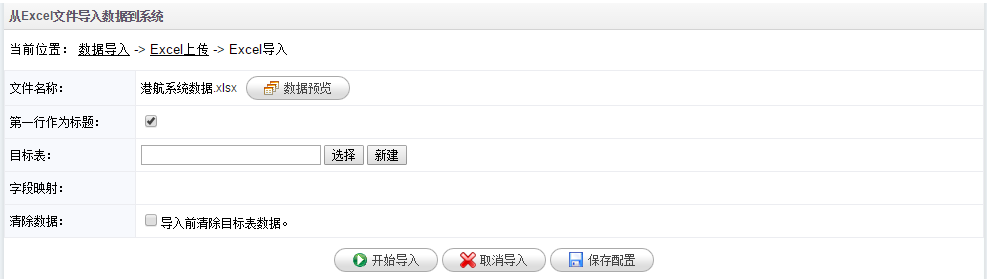 从Excel文件导入数据到系统
当前位置： 数据导入 -> Excel上传 -> Excel导入
文件名称： 港航系统数据.xlsx 数据预览
第一行作为标题：
目标表： 选择 新建
字段映射：
清除数据： 导入前清除目标表数据。
开始导入 取消导入 保存配置